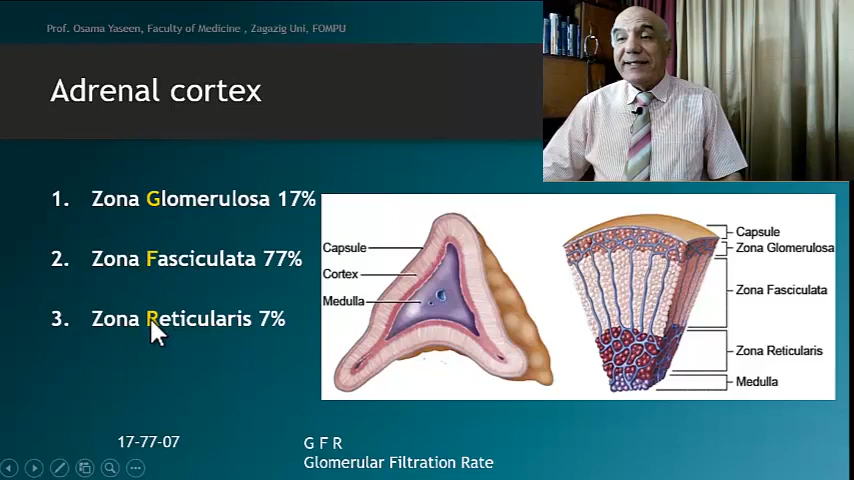 Prof. Osama Yaseen, Faculty of Medicine , Zagazig Uni, FOMPU
Adrenal cortex
1. Zona Glomerulosa 17%
2. Zona Fasciculata 77%
3. Zona Reticularis 7%
Capsule
Cortex
Medulla
Capsule
Zona Glomerulosa
Zona Fasciculata
Zona Reticularis
Medulla
17-77-07
G F R
Glomerular Filtration Rate